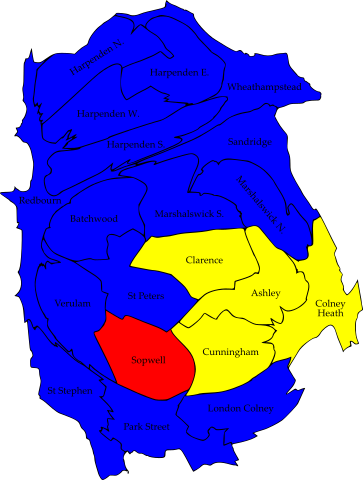 Harpenden N.
Harpenden E.
Wheathampstead
Harpenden W.
Harpenden S.
Sandridge
Redbourn
Marshalswick N.
Batchwood
Marshalswick S.
Clarence
Verulam
St Peters
Ashley
Colney
Heath
Sopwell
Cunningham
St Stephen
London Colney
Park Street